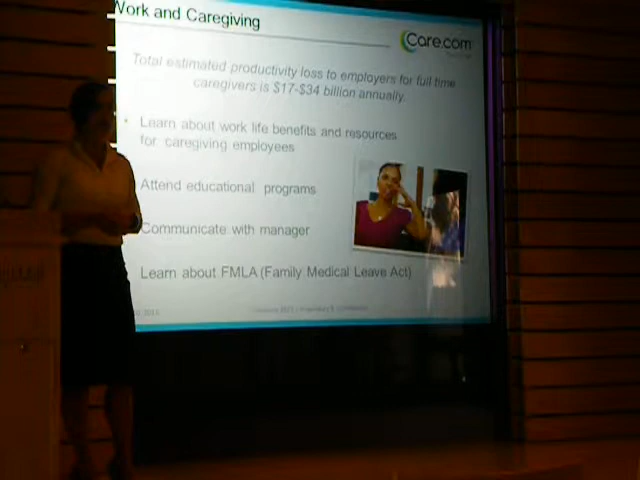 Work and Caregiving
Care.com
Total estimated productivity loss to employers for full time
caregivers is $17-$34 billion annually.
Learn about work life benefits and resources
for caregiving employees
Attend educational programs
Communicate with manager
Learn about FMLA (Family Medical Leave Act)